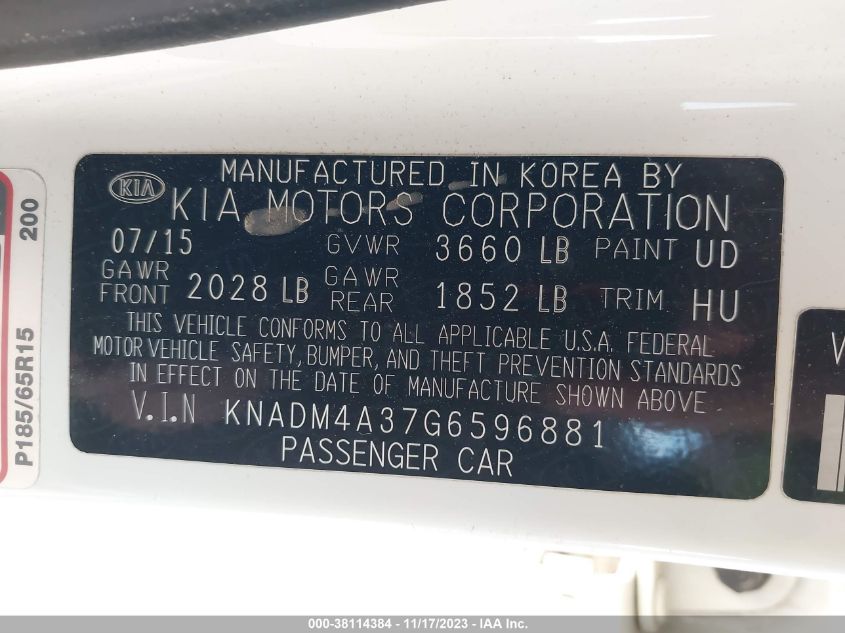 MANUFACTURED IN KOREA BY
KIA KIA MOTORS CORPORATION
07/15 GVWR 3660 LB PAINT UD
GAWR FRONT 2028 LB GAWR REAR 1852 LB TRIM HU
THIS VEHICLE CONFORMS TO ALL APPLICABLE U.S.A. FEDERAL
MOTOR VEHICLE SAFETY, BUMPER, AND THEFT PREVENTION STANDARDS
IN EFFECT ON THE DATE OF MANUFACTURE SHOWN ABOVE
V.I.N KNADM4A37G6596881
PASSENGER CAR
P185/65R15 200
V
000-38114384 - 11/17/2023 - IAA Inc.